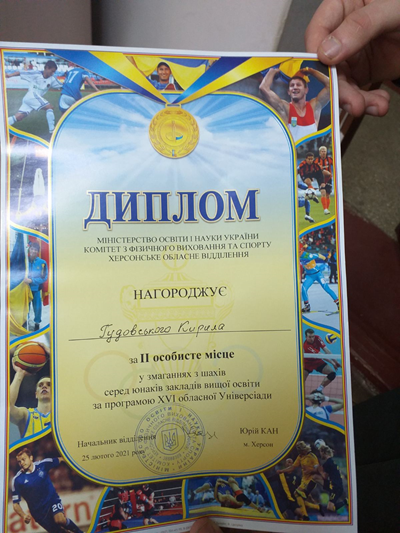 ДИПЛОМ
МІНІСТЕРСТВО ОСВІТИ І НАУКИ УКРАЇНИ
КОМІТЕТ З ФІЗИЧНОГО ВИХОВАННЯ ТА СПОРТУ
ХЕРСОНСЬКЕ ОБЛАСНЕ ВІДДІЛЕННЯ
НАГОРОДЖУЄ
Гудовського Кирила
за ІІ особисте місце
у змаганнях з шахів
серед юнаків закладів вищої освіти
за програмою XVI обласної Універсіади
Начальник відділення Юрій КАН
25 лютого 2021 року м. Херсон